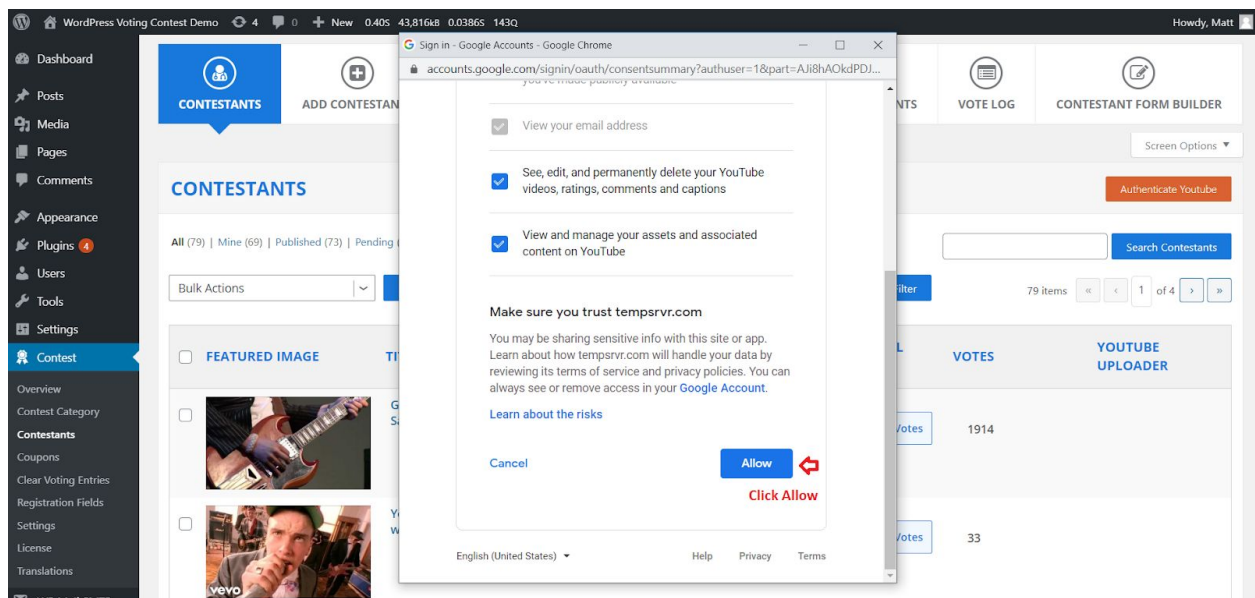 WordPress Voting Contest Demo 4 0 New 0.40S 43,816kB 0.0386S 143Q Howdy, Matt
Dashboard
Posts
Media
Pages
Comments
Appearance
Plugins 4
Users
Tools
Settings
Contest
Overview
Contest Category
Contestants
Coupons
Clear Voting Entries
Registration Fields
Settings
License
Translations
CONTESTANTS ADD CONTESTAN NTS VOTE LOG CONTESTANT FORM BUILDER
Screen Options ▼
CONTESTANTS Authenticate Youtube
All (79) | Mine (69) | Published (73) | Pending (
Search Contestants
Bulk Actions
Filter 79 items « ‹ 1 of 4 › »
FEATURED IMAGE TI L VOTES YOUTUBE
UPLOADER
G
Sa
Votes 1914
Yo
w
Votes 33
vevo
Sign in - Google Accounts - Google Chrome
accounts.google.com/signin/oauth/consentsummary?authuser=1&part=AJi8hAOkdPDJ...
you've made publicly available
View your email address
See, edit, and permanently delete your YouTube
videos, ratings, comments and captions
View and manage your assets and associated
content on YouTube
Make sure you trust tempsrvr.com
You may be sharing sensitive info with this site or app.
Learn about how tempsrvr.com will handle your data by
reviewing its terms of service and privacy policies. You can
always see or remove access in your Google Account.
Learn about the risks
Cancel Allow
Click Allow
English (United States) Help Privacy Terms